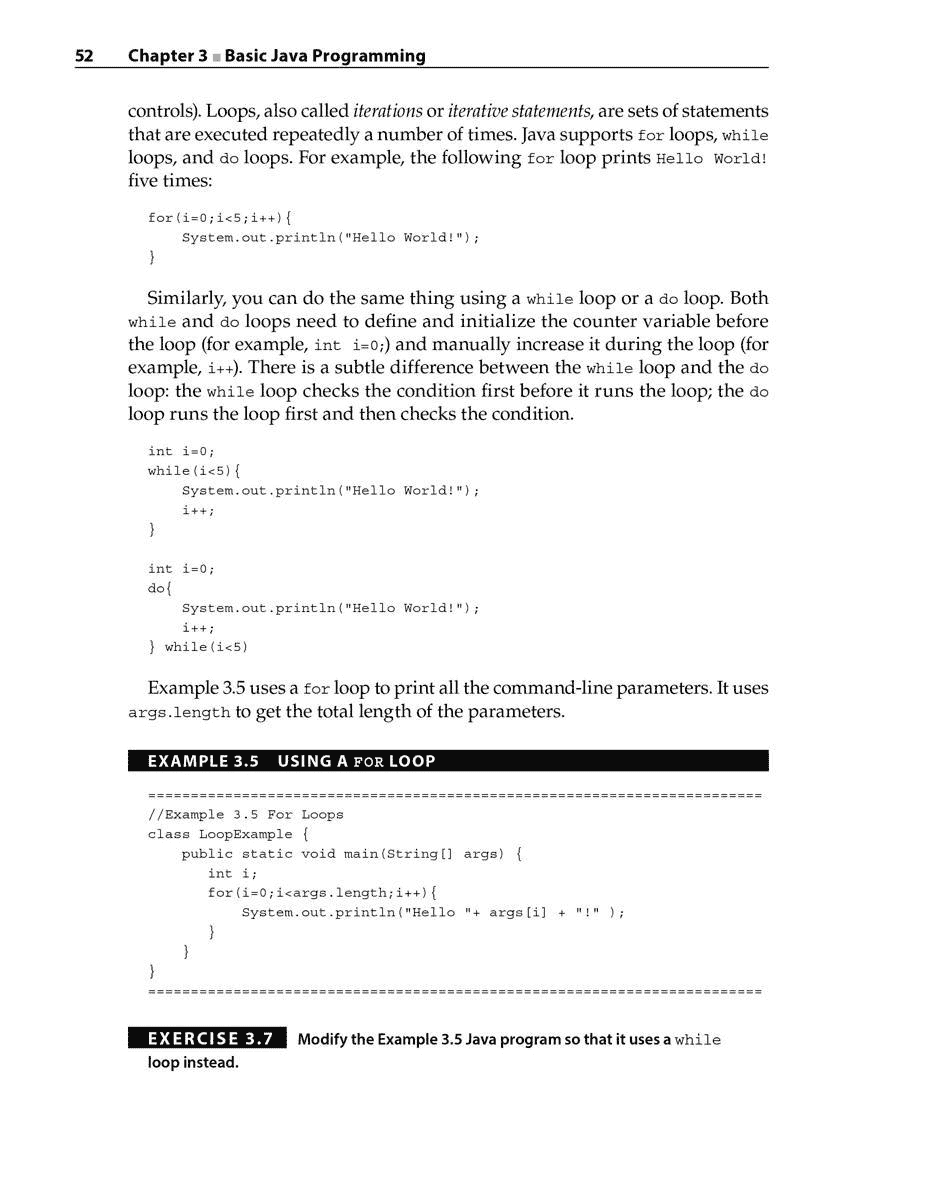 52 Chapter 3 ■ Basic Java Programming
controls). Loops, also called iterations or iterative statements, are sets of statements
that are executed repeatedly a number of times. Java supports for loops, while
loops, and do loops. For example, the following for loop prints Hello World!
five times:
for(i=0;i<5;i++){
    System.out.println("Hello World!");
}
Similarly, you can do the same thing using a while loop or a do loop. Both
while and do loops need to define and initialize the counter variable before
the loop (for example, int i=0;) and manually increase it during the loop (for
example, i++). There is a subtle difference between the while loop and the do
loop: the while loop checks the condition first before it runs the loop; the do
loop runs the loop first and then checks the condition.
int i=0;
while(i<5){
    System.out.println("Hello World!");
    i++;
}
int i=0;
do{
    System.out.println("Hello World!");
    i++;
} while(i<5)
Example 3.5 uses a for loop to print all the command-line parameters. It uses
args.length to get the total length of the parameters.
EXAMPLE 3.5 USING A FOR LOOP
========================================================================
//Example 3.5 For Loops
class LoopExample {
    public static void main(String[] args) {
       int i;
       for(i=0;i<args.length;i++){
           System.out.println("Hello "+ args[i] + "!" );
       }
    }
}
========================================================================
EXERCISE 3.7 Modify the Example 3.5 Java program so that it uses a while
loop instead.